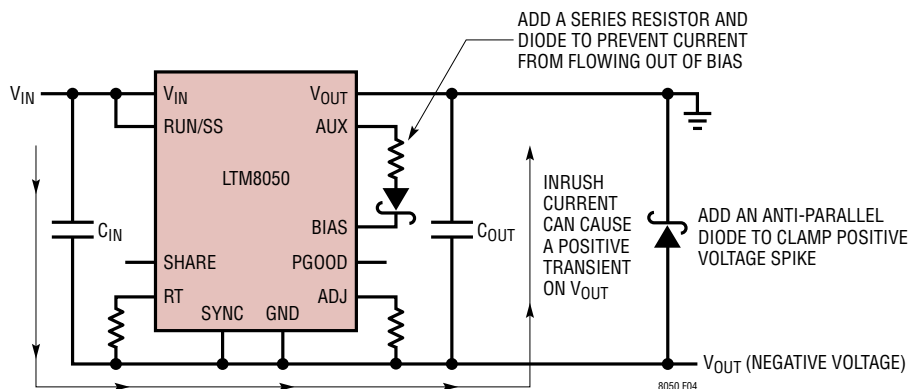 ADD A SERIES RESISTOR AND
DIODE TO PREVENT CURRENT
FROM FLOWING OUT OF BIAS
VIN
VIN
VOUT
RUN/SS
AUX
LTM8050
INRUSH
CURRENT
CAN CAUSE
A POSITIVE
TRANSIENT
ON VOUT
CIN
BIAS
COUT
ADD AN ANTI-PARALLEL
DIODE TO CLAMP POSITIVE
VOLTAGE SPIKE
SHARE
PGOOD
RT
ADJ
SYNC
GND
VOUT (NEGATIVE VOLTAGE)
8050 F04